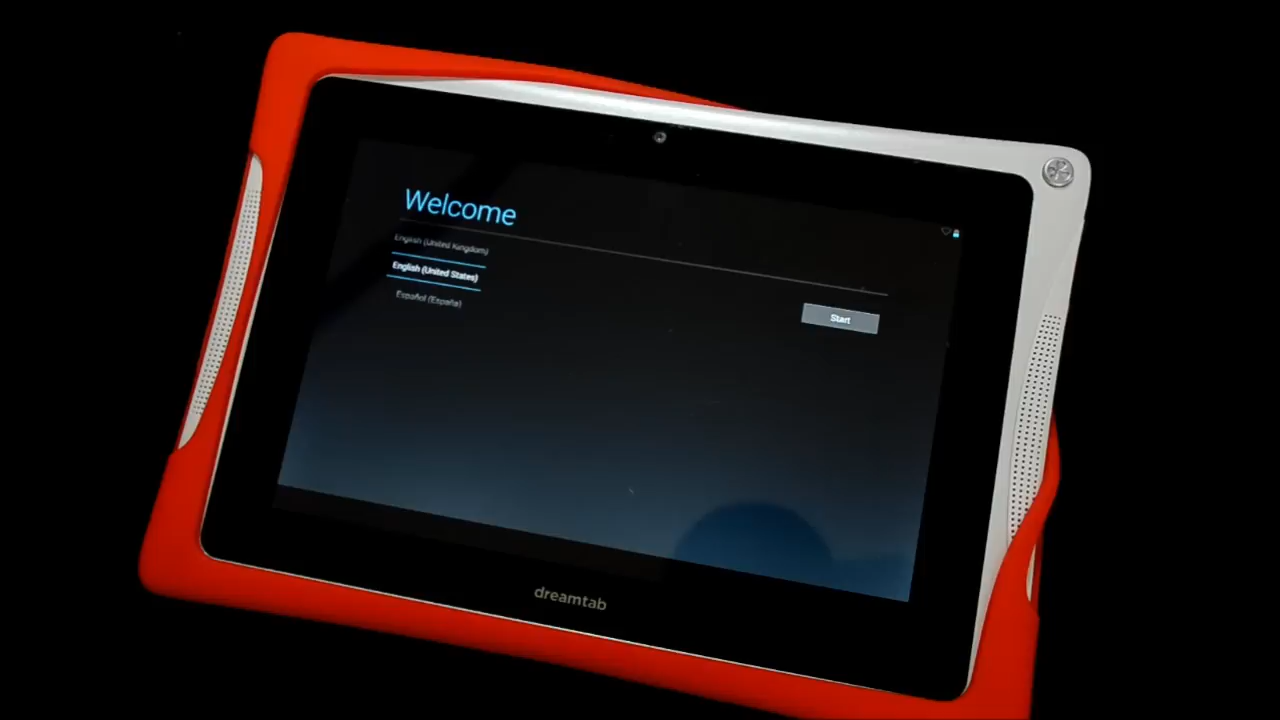 Welcome
English (United Kingdom)
English (United States)
Español (España)
Start
dreamtab